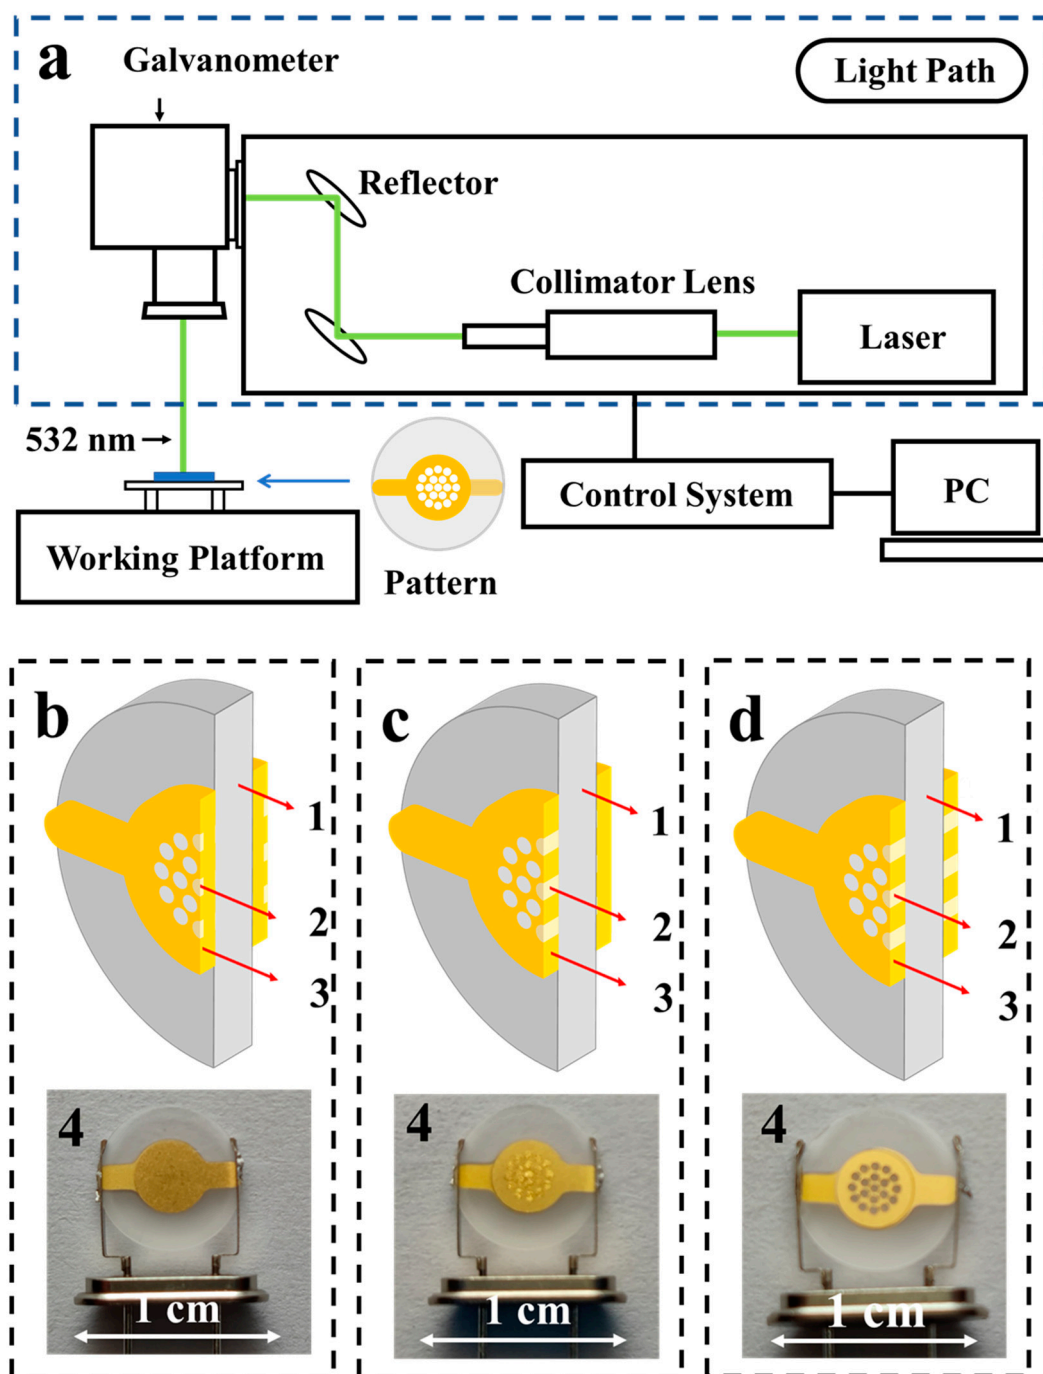 a
Galvanometer
Light Path
Reflector
Collimator Lens
Laser
532 nm
Control System
PC
Working Platform
Pattern
b
1
2
3
4
1 cm
c
1
2
3
4
1 cm
d
1
2
3
4
1 cm